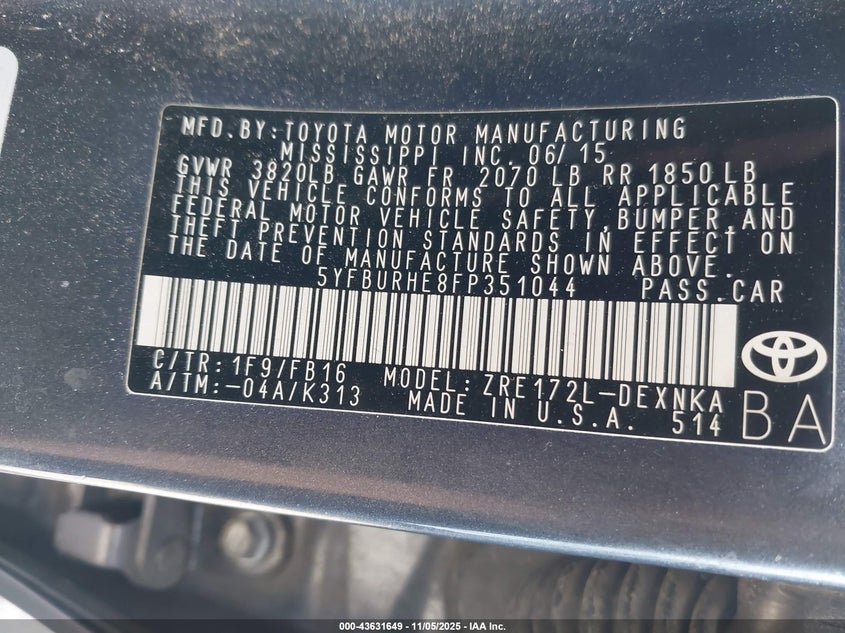 MFD.BY:TOYOTA MOTOR MANUFACTURING
MISSISSIPPI INC. 06/15
GVWR 3820LB GAWR FR 2070 LB RR 1850 LB
THIS VEHICLE CONFORMS TO ALL APPLICABLE
FEDERAL MOTOR VEHICLE SAFETY,BUMPER,AND
THEFT PREVENTION STANDARDS IN EFFECT ON
THE DATE OF MANUFACTURE SHOWN ABOVE.
5YFBURHE8FP351044 PASS.CAR
C/TR:1F9/FB16 MODEL:ZRE172L-DEXNKA
A/TM:-04A/K313 MADE IN U.S.A. 514
BA
000-43631649 - 11/05/2025 - IAA Inc.